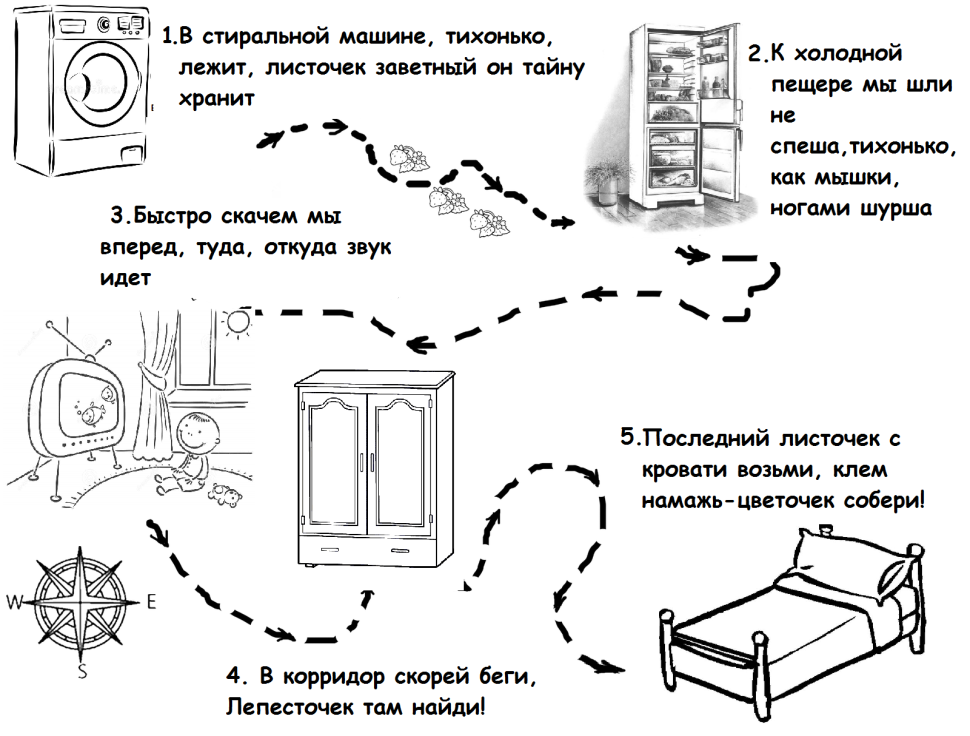 1.В стиральной машине, тихонько,
лежит, листочек заветный он тайну
хранит
2.К холодной
пещере мы шли
не
спеша,тихонько,
как мышки,
ногами шурша
3.Быстро скачем мы
вперед, туда, откуда звук
идет
5.Последний листочек с
кровати возьми, клем
намажь-цветочек собери!
W E
S
4. В корридор скорей беги,
Лепесточек там найди!